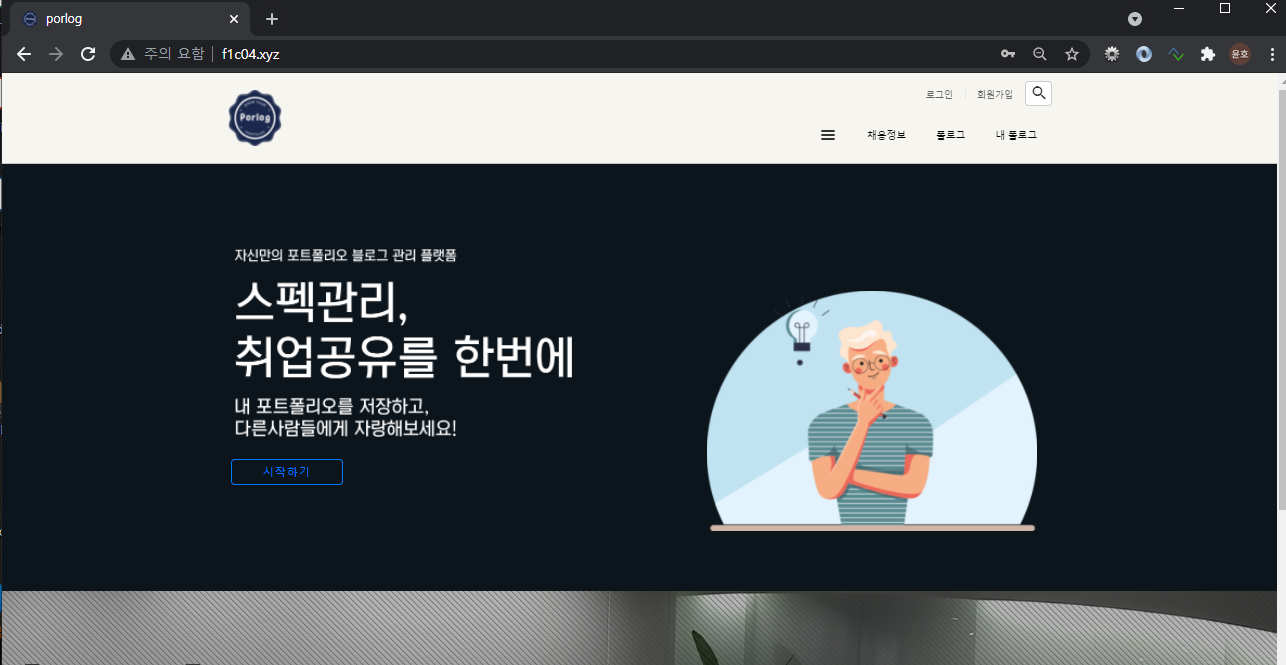 porlog
주의 요함
f1c04.xyz
윤호
Porlog
로그인
회원가입
채용정보
폴로그
내 폴로그
자신만의 포트폴리오 블로그 관리 플랫폼
스펙관리,
취업공유를 한번에
내 포트폴리오를 저장하고,
다른사람들에게 자랑해보세요!
시작하기